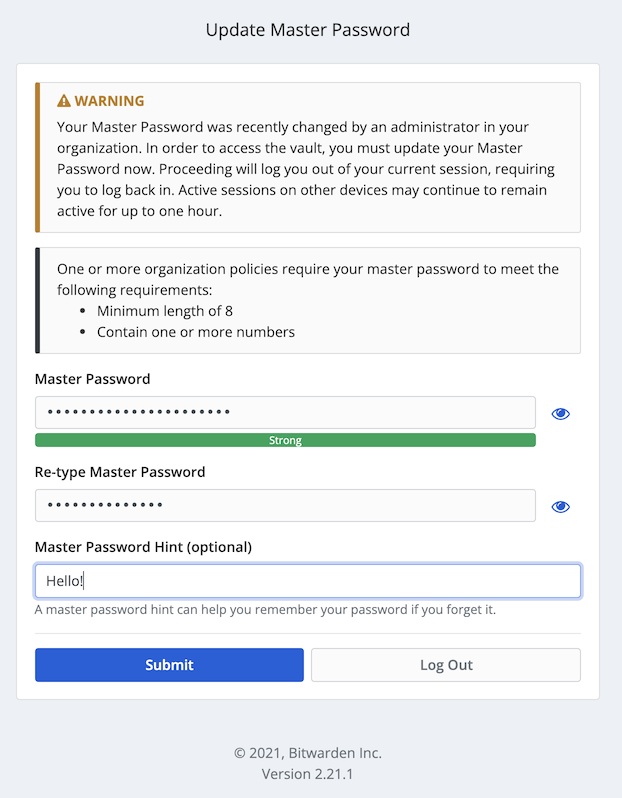 Update Master Password
WARNING
Your Master Password was recently changed by an administrator in your
organization. In order to access the vault, you must update your Master
Password now. Proceeding will log you out of your current session, requiring
you to log back in. Active sessions on other devices may continue to remain
active for up to one hour.
One or more organization policies require your master password to meet the
following requirements:
• Minimum length of 8
• Contain one or more numbers
Master Password
••••••••••••••••••••••
Strong
Re-type Master Password
••••••••••••••
Master Password Hint (optional)
Hello!
A master password hint can help you remember your password if you forget it.
Submit
Log Out
© 2021, Bitwarden Inc.
Version 2.21.1